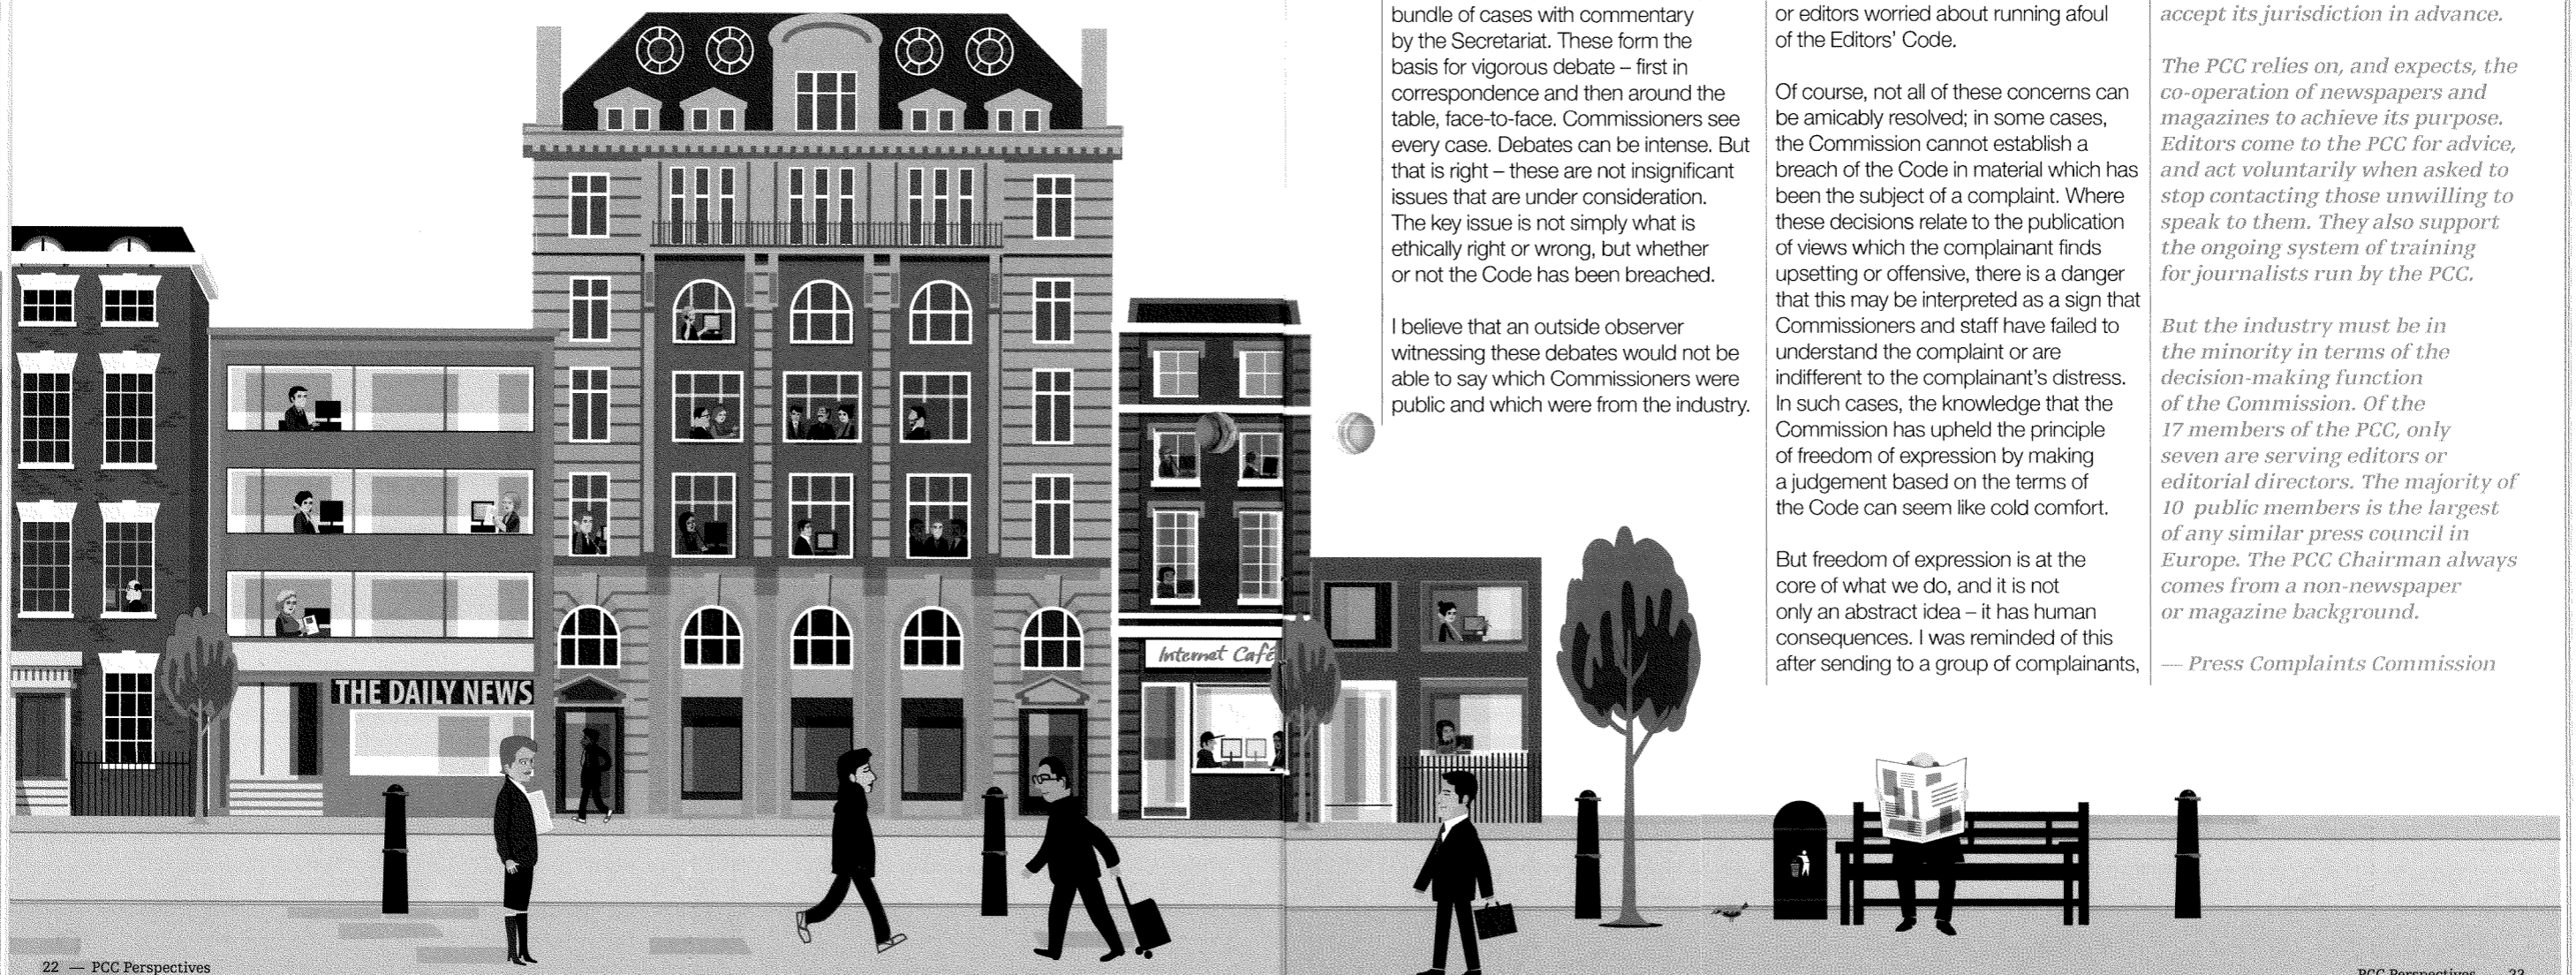 bundle of cases with commentary
by the Secretariat. These form the
basis for vigorous debate – first in
correspondence and then around the
table, face-to-face. Commissioners see
every case. Debates can be intense. But
that is right – these are not insignificant
issues that are under consideration.
The key issue is not simply what is
ethically right or wrong, but whether
or not the Code has been breached.
I believe that an outside observer
witnessing these debates would not be
able to say which Commissioners were
public and which were from the industry.
or editors worried about running afoul
of the Editors' Code.
Of course, not all of these concerns can
be amicably resolved; in some cases,
the Commission cannot establish a
breach of the Code in material which has
been the subject of a complaint. Where
these decisions relate to the publication
of views which the complainant finds
upsetting or offensive, there is a danger
that this may be interpreted as a sign that
Commissioners and staff have failed to
understand the complaint or are
indifferent to the complainant's distress.
In such cases, the knowledge that the
Commission has upheld the principle
of freedom of expression by making
a judgement based on the terms of
the Code can seem like cold comfort.
But freedom of expression is at the
core of what we do, and it is not
only an abstract idea – it has human
consequences. I was reminded of this
after sending to a group of complainants,
accept its jurisdiction in advance.
The PCC relies on, and expects, the
co-operation of newspapers and
magazines to achieve its purpose.
Editors come to the PCC for advice,
and act voluntarily when asked to
stop contacting those unwilling to
speak to them. They also support
the ongoing system of training
for journalists run by the PCC.
But the industry must be in
the minority in terms of the
decision-making function
of the Commission. Of the
17 members of the PCC, only
seven are serving editors or
editorial directors. The majority of
10 public members is the largest
of any similar press council in
Europe. The PCC Chairman always
comes from a non-newspaper
or magazine background.
— Press Complaints Commission
Internet Café
THE DAILY NEWS
22 — PCC Perspectives
PCC Perspectives — 23